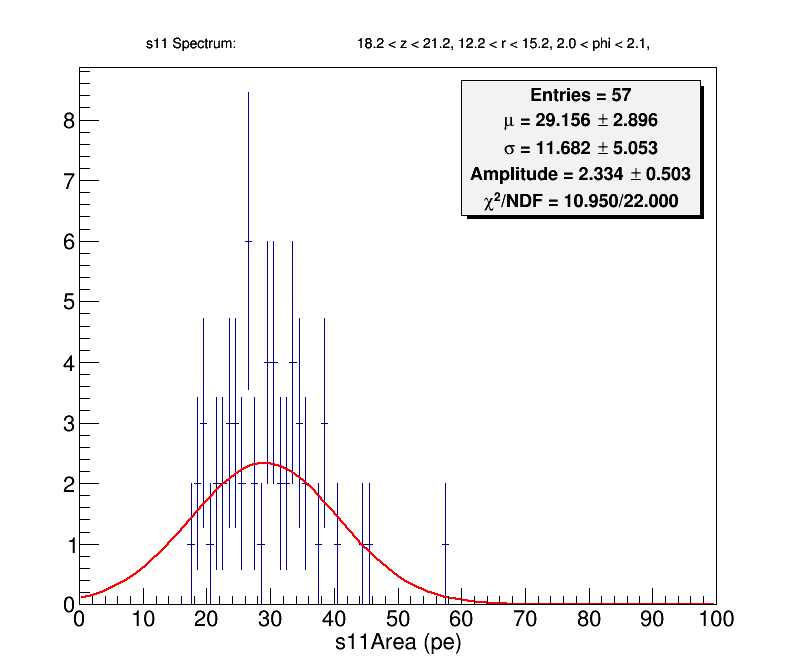 s11 Spectrum: 18.2 < z < 21.2, 12.2 < r < 15.2, 2.0 < phi < 2.1,
Entries = 57
μ = 29.156 ± 2.896
σ = 11.682 ± 5.053
Amplitude = 2.334 ± 0.503
χ²/NDF = 10.950/22.000
8
7
6
5
4
3
2
1
0
0 10 20 30 40 50 60 70 80 90 100
s11Area (pe)